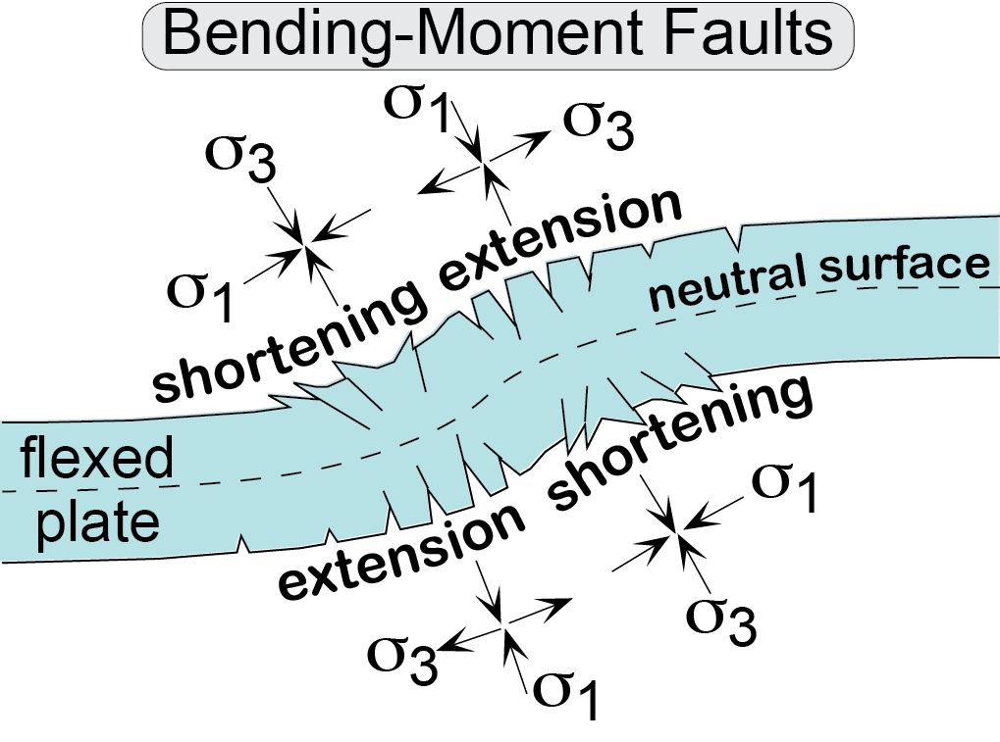 Bending-Moment Faults
σ1
σ3
σ3
σ1
shortening extension
neutral surface
flexed
plate
extension shortening
σ1
σ3
σ3
σ1